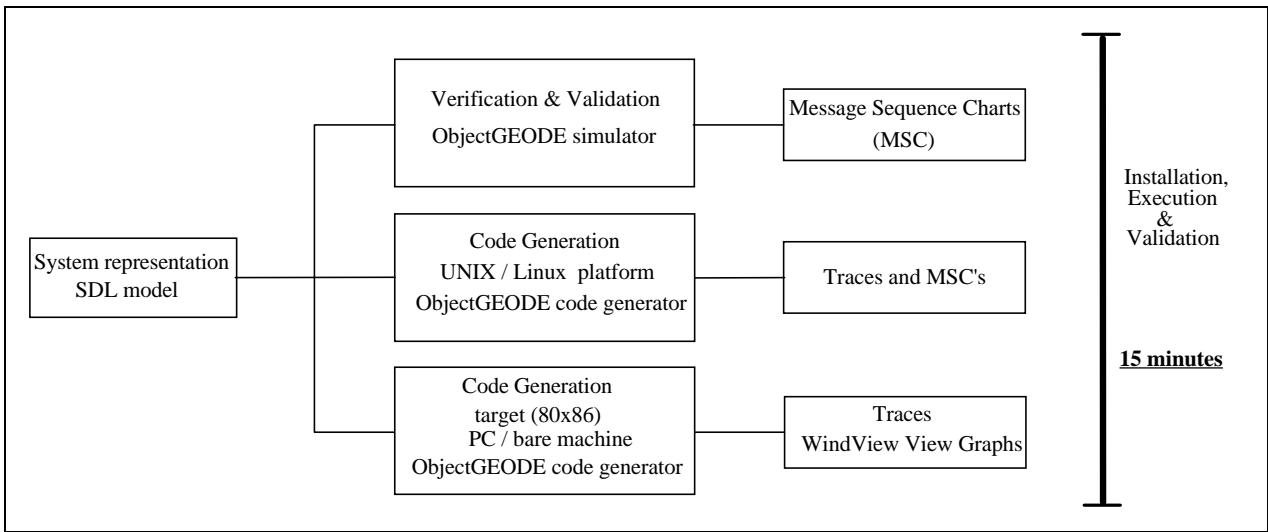 System representation
SDL model
Verification & Validation
ObjectGEODE simulator
Message Sequence Charts
(MSC)
Code Generation
UNIX / Linux platform
ObjectGEODE code generator
Traces and MSC's
Code Generation
target (80x86)
PC / bare machine
ObjectGEODE code generator
Traces
WindView View Graphs
Installation,
Execution
&
Validation
15 minutes